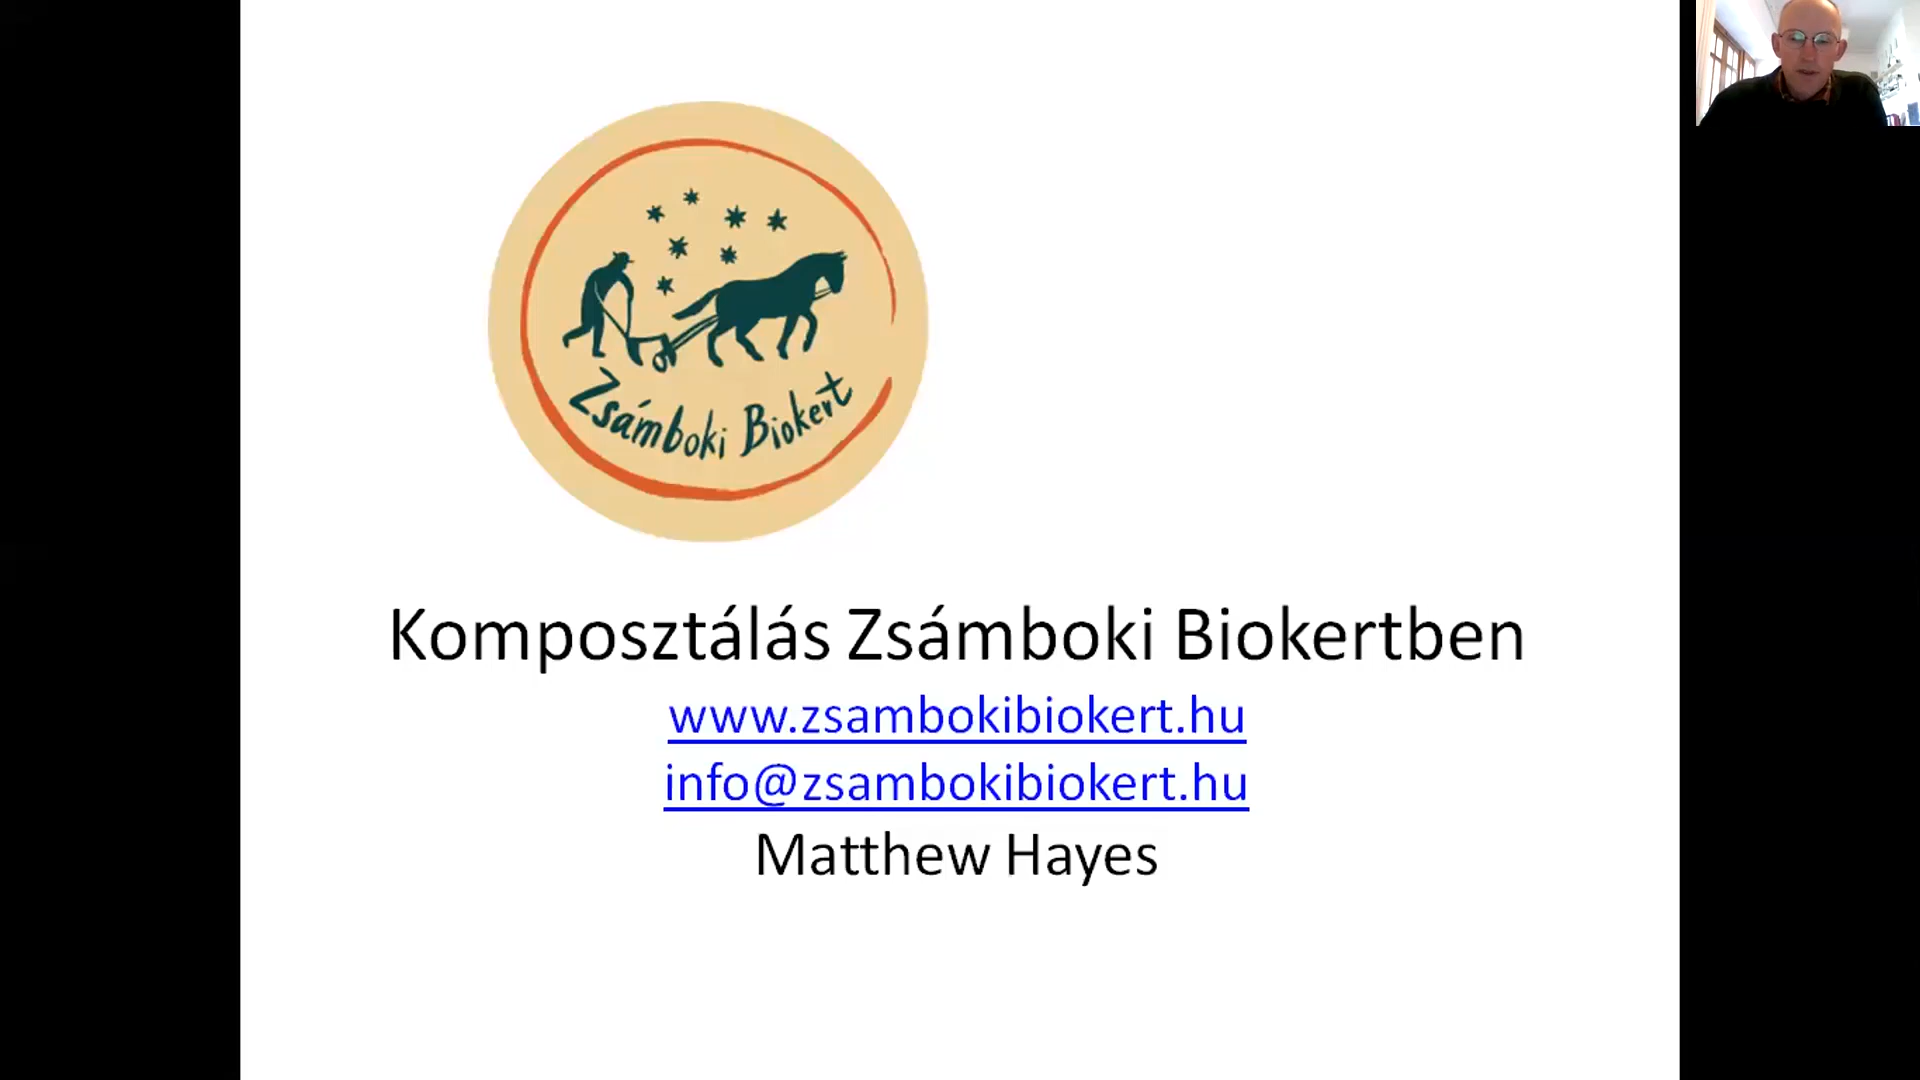 Zsámboki Biokert
Komposztálás Zsámboki Biokertben
www.zsambokibiokert.hu
info@zsambokibiokert.hu
Matthew Hayes